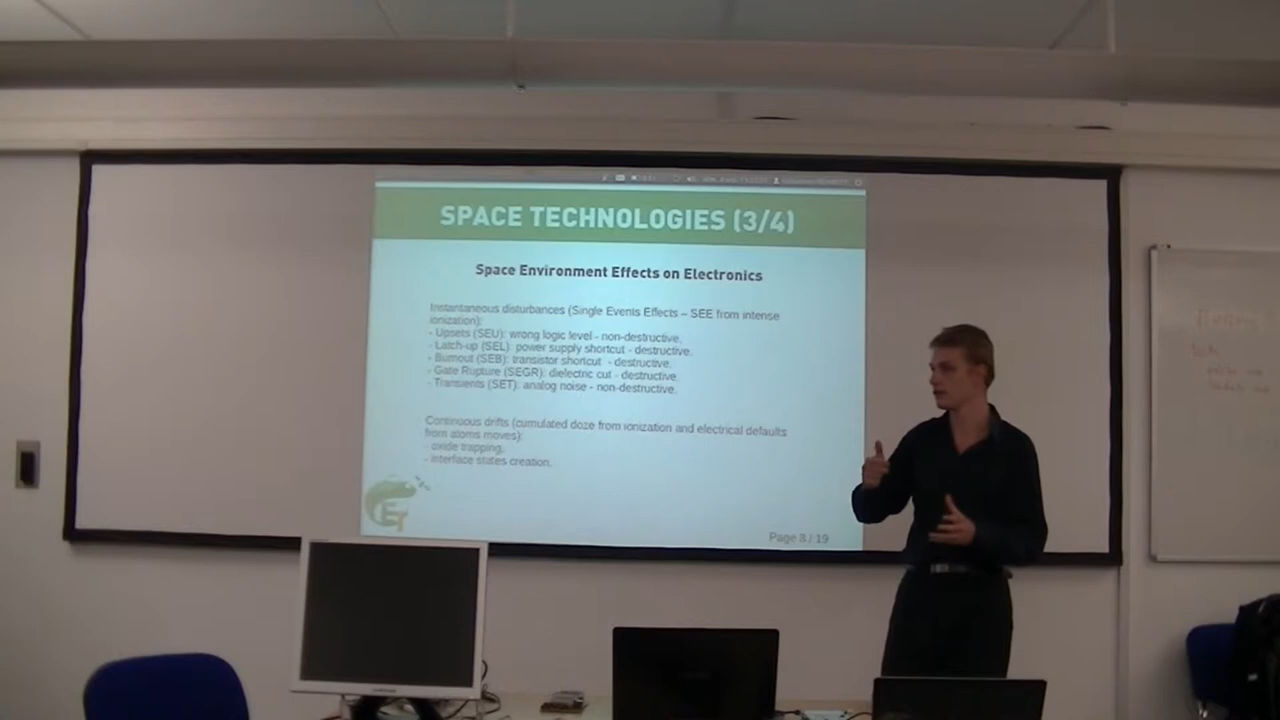 SPACE TECHNOLOGIES (3/4)
Space Environment Effects on Electronics
Instantaneous disturbances (Single Events Effects – SEE from intense
ionization):
- Upsets (SEU): wrong logic level - non-destructive,
- Latch-up (SEL): power supply shortcut - destructive,
- Burnout (SEB): transistor shortcut - destructive,
- Gate Rupture (SEGR): dielectric cut - destructive,
- Transients (SET): analog noise - non-destructive.
Continuous drifts (cumulated doze from ionization and electrical defaults
from atoms moves):
- oxide trapping,
- interface states creation.
ET
Page 8 / 19